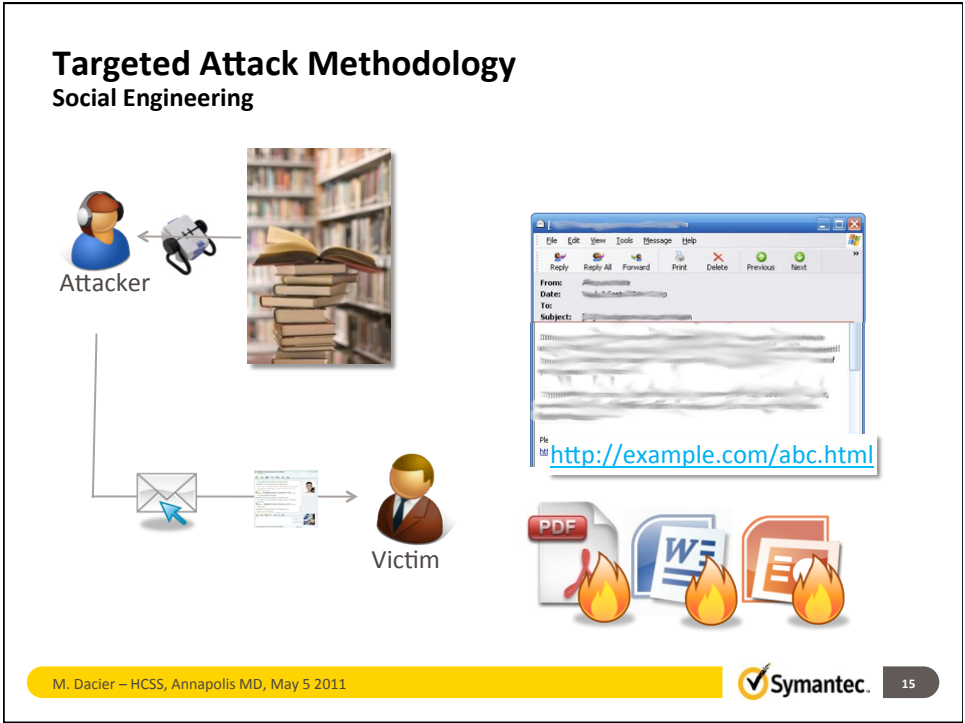 Targeted Attack Methodology
Social Engineering
Attacker
File Edit View Tools Message Help
Reply Reply All Forward Print Delete Previous Next
From:
Date:
To:
Subject:
http://example.com/abc.html
Victim
PDF
W
M. Dacier – HCSS, Annapolis MD, May 5 2011
Symantec.
15